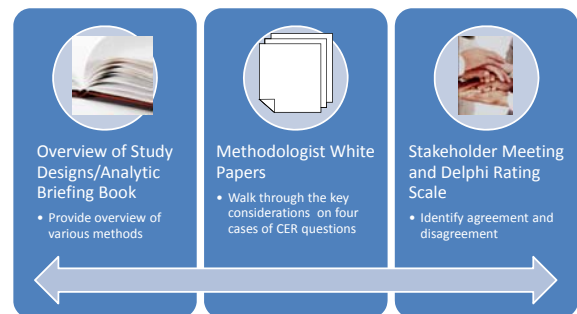 Overview of Study
Designs/Analytic
Briefing Book
• Provide overview of
various methods
Methodologist White
Papers
• Walk through the key
considerations on four
cases of CER questions
Stakeholder Meeting
and Delphi Rating
Scale
• Identify agreement and
disagreement